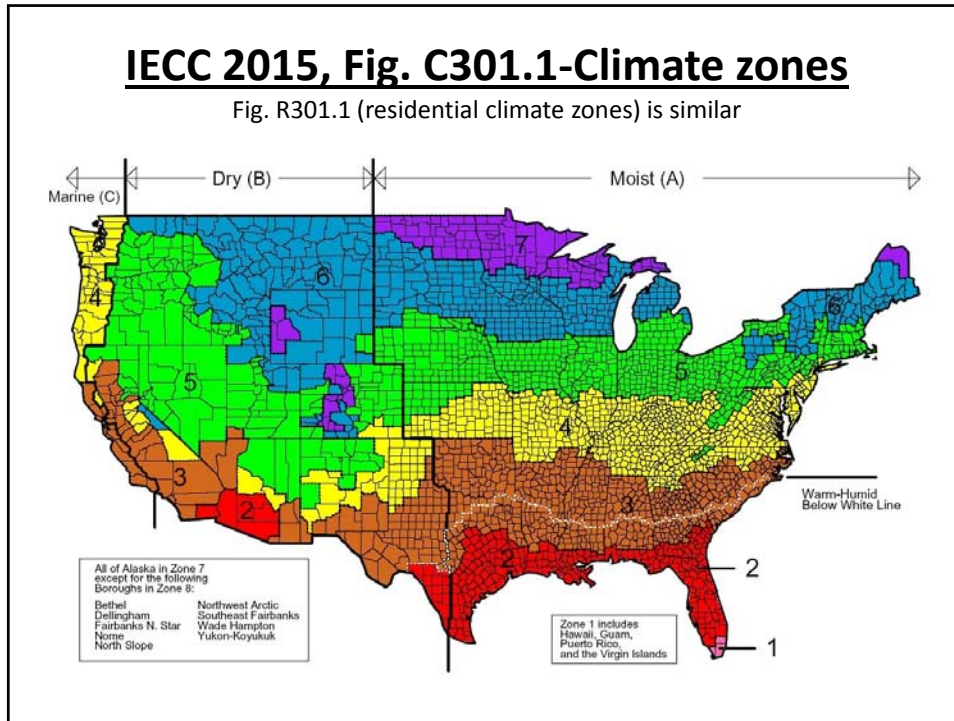 IECC 2015, Fig. C301.1-Climate zones
Fig. R301.1 (residential climate zones) is similar
Marine (C)
Dry (B)
Moist (A)
7
6
6
4
5
5
4
3
3
2
2
Warm-Humid
Below White Line
2
1
All of Alaska in Zone 7
except for the following
Boroughs in Zone 8:
Bethel
Dellingham
Fairbanks N. Star
Nome
North Slope
Northwest Arctic
Southeast Fairbanks
Wade Hampton
Yukon-Koyukuk
Zone 1 includes
Hawaii, Guam,
Puerto Rico,
and the Virgin Islands